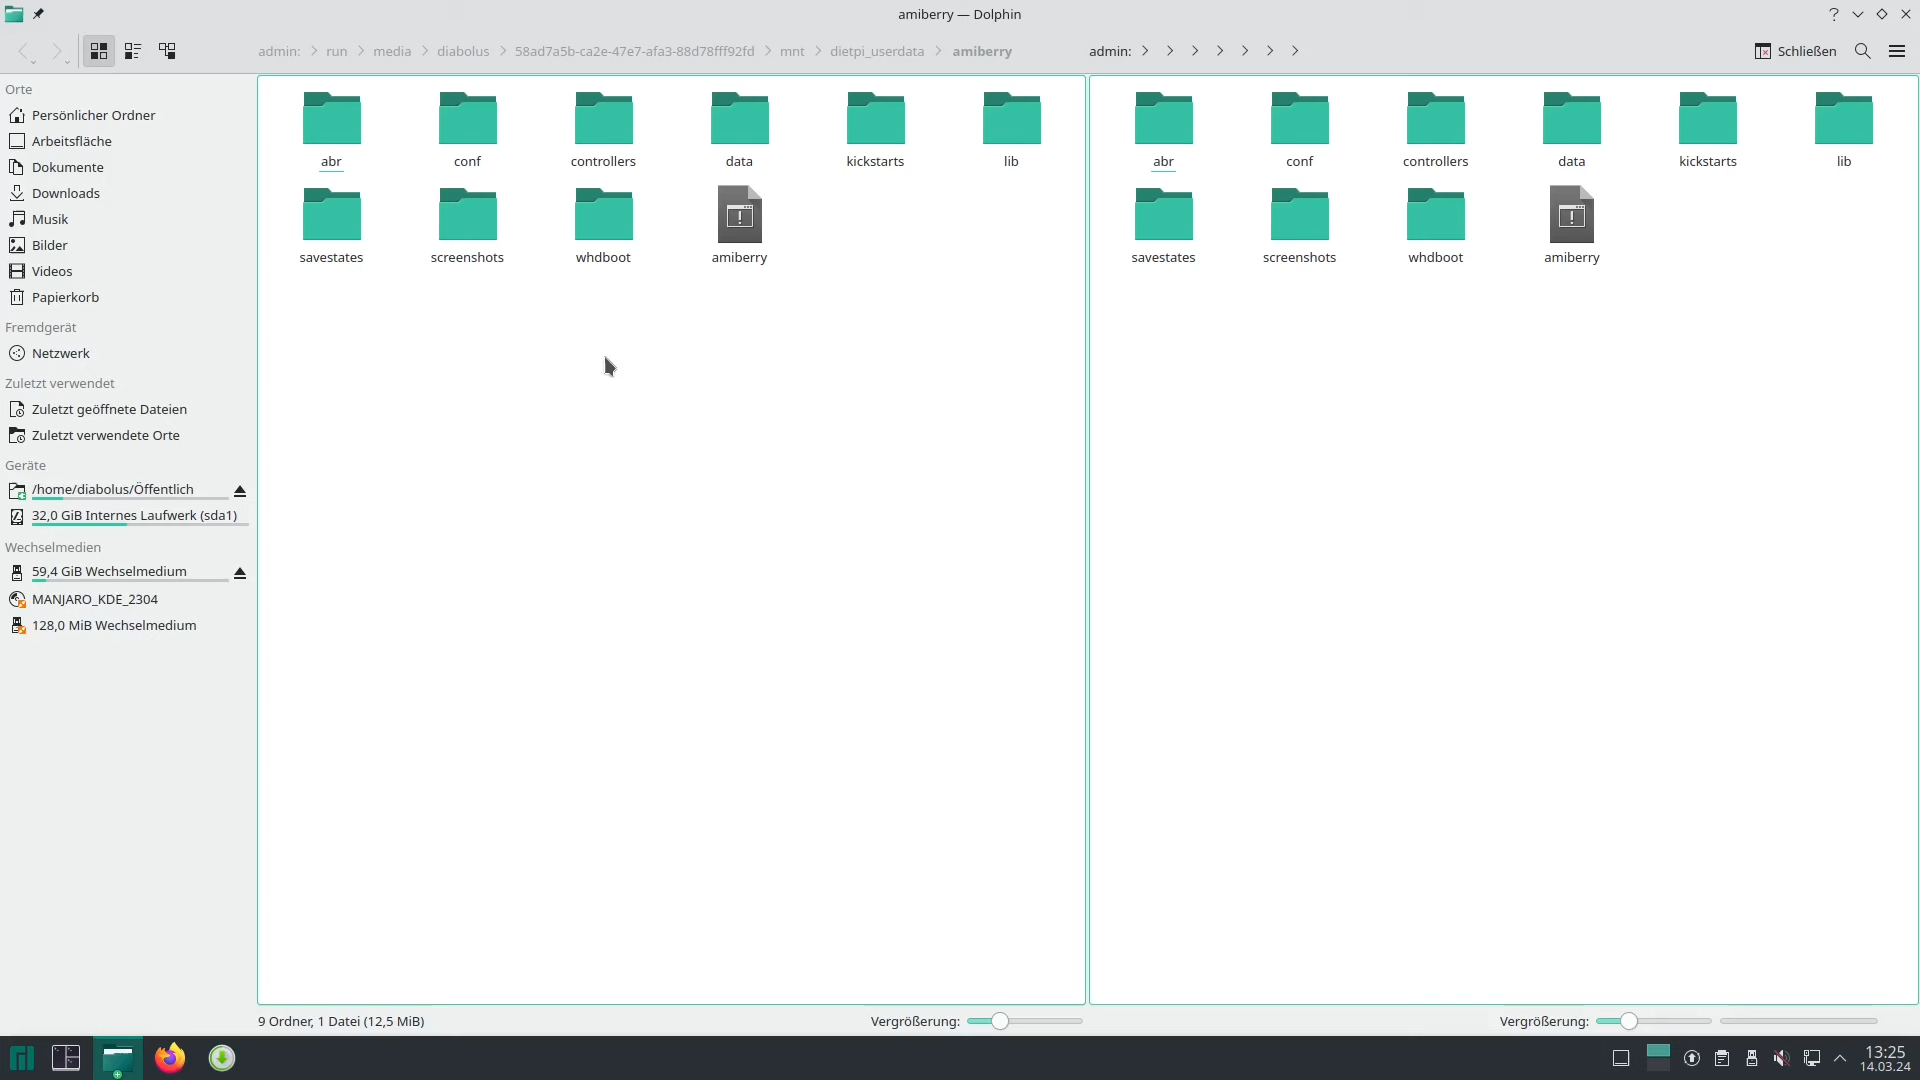 amiberry — Dolphin
admin: run media diabolus 58ad7a5b-ca2e-47e7-afa3-88d78fff92fd mnt dietpi_userdata amiberry
admin:
Schließen
Orte
Persönlicher Ordner
Arbeitsfläche
Dokumente
Downloads
Musik
Bilder
Videos
Papierkorb
Fremdgerät
Netzwerk
Zuletzt verwendet
Zuletzt geöffnete Dateien
Zuletzt verwendete Orte
Geräte
/home/diabolus/Öffentlich
32,0 GiB Internes Laufwerk (sda1)
Wechselmedien
59,4 GiB Wechselmedium
MANJARO_KDE_2304
128,0 MiB Wechselmedium
abr conf controllers data kickstarts lib
savestates screenshots whdboot amiberry
abr conf controllers data kickstarts lib
savestates screenshots whdboot amiberry
9 Ordner, 1 Datei (12,5 MiB)
Vergrößerung:
Vergrößerung:
13:25
14.03.24